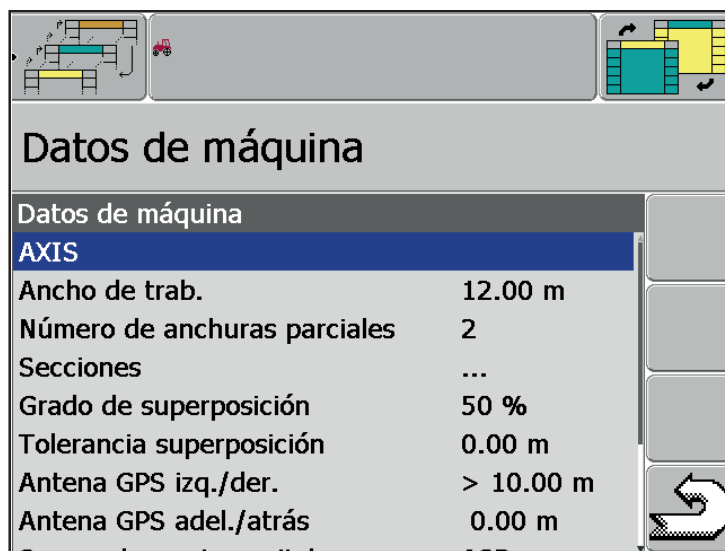 Datos de máquina
Datos de máquina
AXIS
Ancho de trab. 12.00 m
Número de anchuras parciales 2
Secciones ...
Grado de superposición 50 %
Tolerancia superposición 0.00 m
Antena GPS izq./der. > 10.00 m
Antena GPS adel./atrás 0.00 m